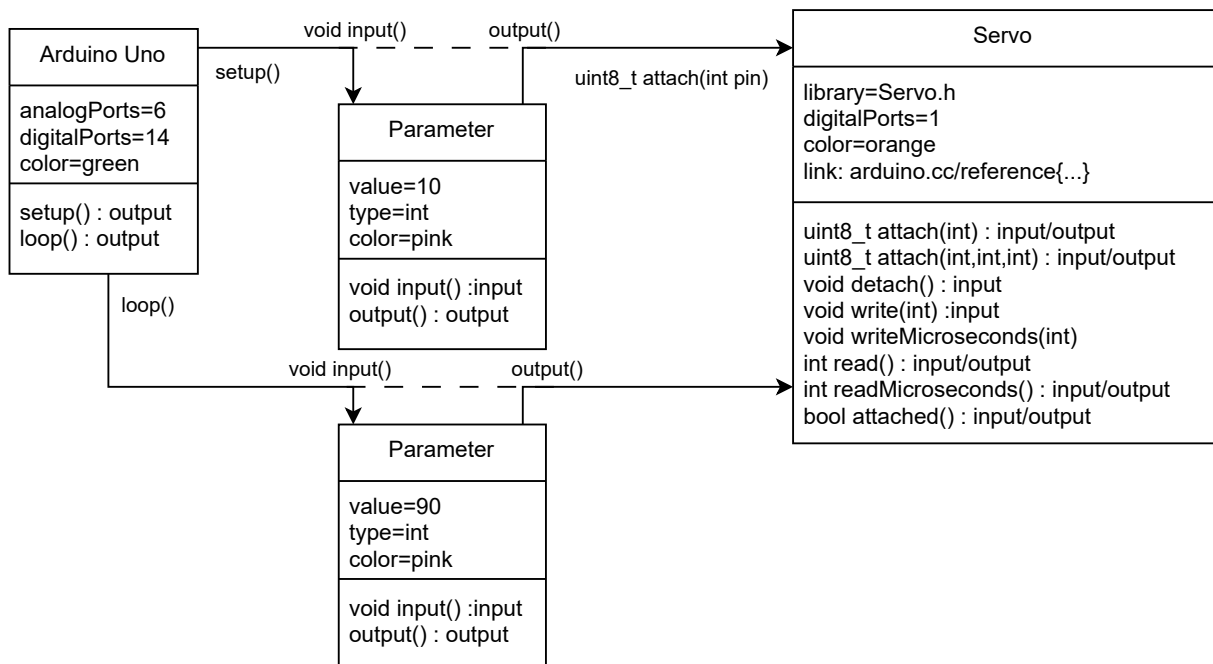 Arduino Uno
analogPorts=6
digitalPorts=14
color=green
setup() : output
loop() : output
void input()
output()
setup()
uint8_t attach(int pin)
Parameter
value=10
type=int
color=pink
void input() :input
output() : output
loop()
void input()
output()
Parameter
value=90
type=int
color=pink
void input() :input
output() : output
Servo
library=Servo.h
digitalPorts=1
color=orange
link: arduino.cc/reference{...}
uint8_t attach(int) : input/output
uint8_t attach(int,int,int) : input/output
void detach() : input
void write(int) :input
void writeMicroseconds(int)
int read() : input/output
int readMicroseconds() : input/output
bool attached() : input/output